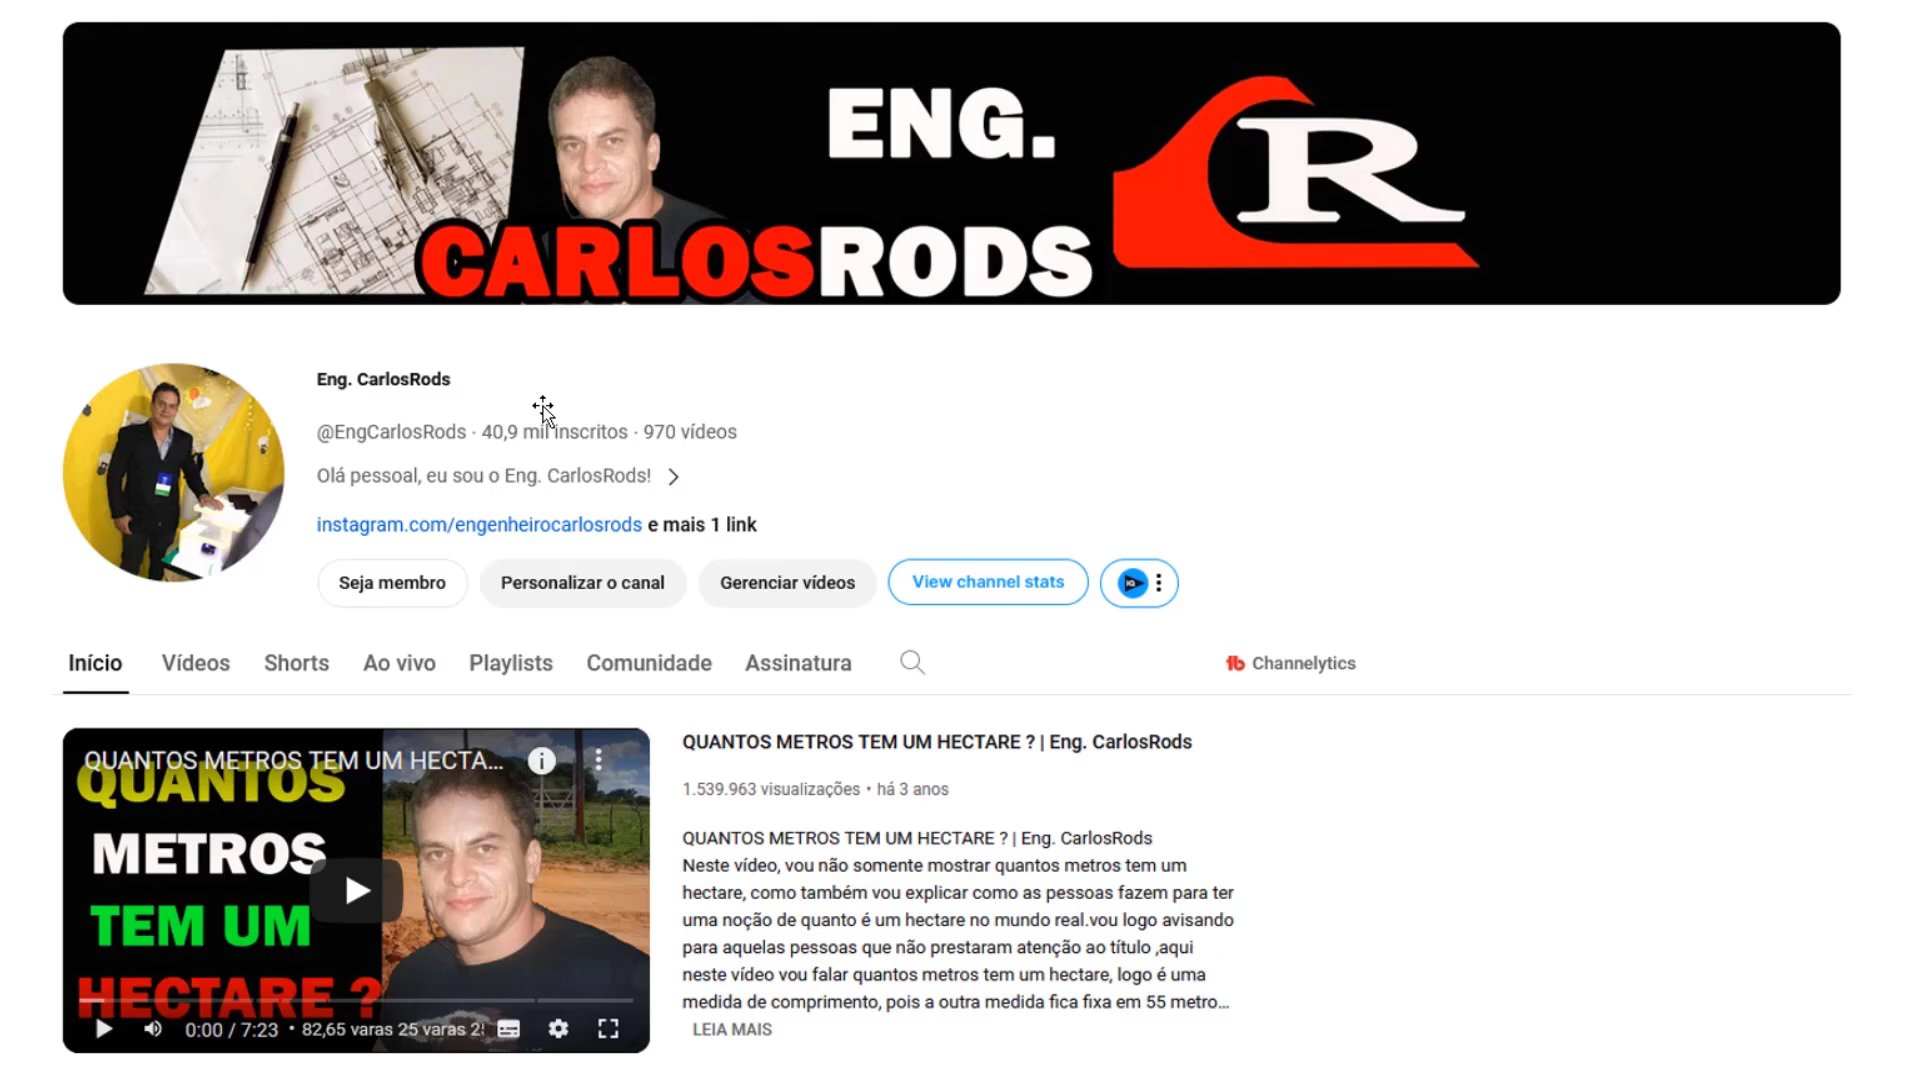 ENG.
CARLOSRODS
R
Eng. CarlosRods
@EngCarlosRods · 40,9 mil inscritos · 970 vídeos
Olá pessoal, eu sou o Eng. CarlosRods!
instagram.com/engenheirocarlosrods e mais 1 link
Seja membro
Personalizar o canal
Gerenciar vídeos
View channel stats
Início
Vídeos
Shorts
Ao vivo
Playlists
Comunidade
Assinatura
Channelytics
QUANTOS METROS TEM UM HECTA...
QUANTOS
METROS
TEM UM
HECTARE ?
0:00 / 7:23 • 82,65 varas 25 varas
QUANTOS METROS TEM UM HECTARE ? | Eng. CarlosRods
1.539.963 visualizações • há 3 anos
QUANTOS METROS TEM UM HECTARE ? | Eng. CarlosRods
Neste vídeo, vou não somente mostrar quantos metros tem um
hectare, como também vou explicar como as pessoas fazem para ter
uma noção de quanto é um hectare no mundo real.vou logo avisando
para aquelas pessoas que não prestaram atenção ao título ,aqui
neste vídeo vou falar quantos metros tem um hectare, logo é uma
medida de comprimento, pois a outra medida fica fixa em 55 metro...
LEIA MAIS